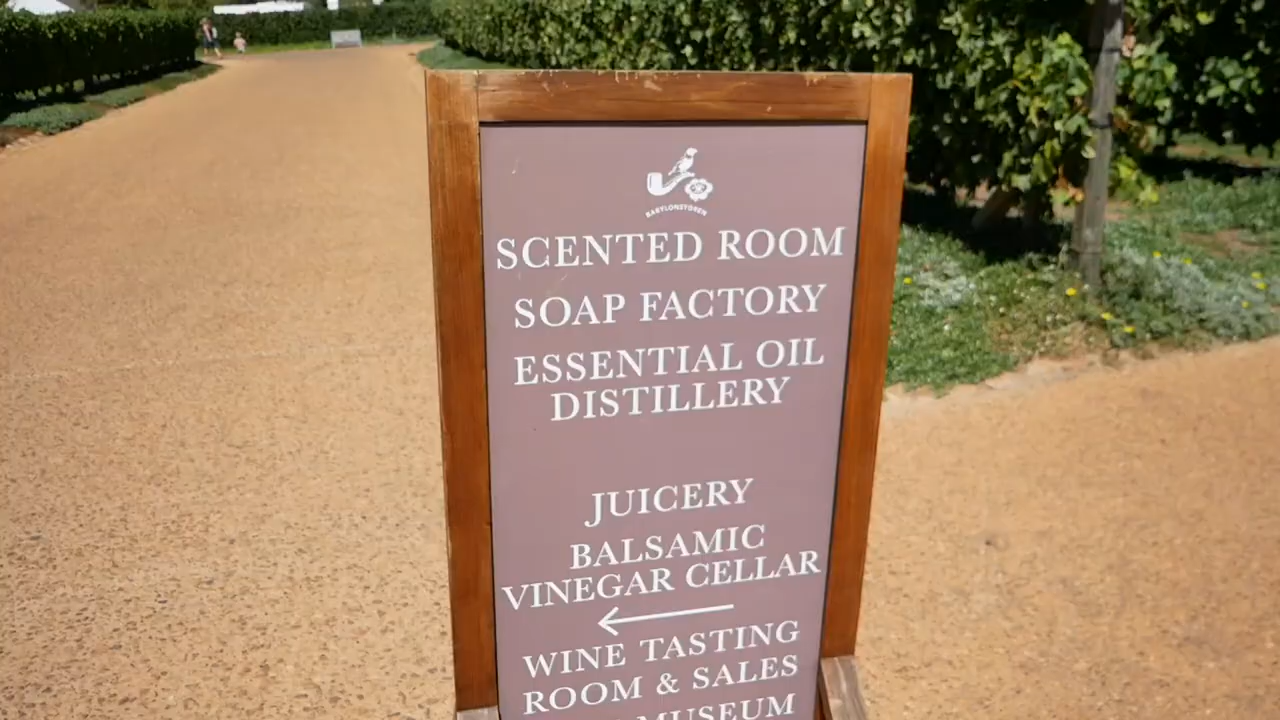 BABYLONSTOREN
SCENTED ROOM
SOAP FACTORY
ESSENTIAL OIL
DISTILLERY
JUICERY
BALSAMIC
VINEGAR CELLAR
WINE TASTING
ROOM & SALES
MUSEUM